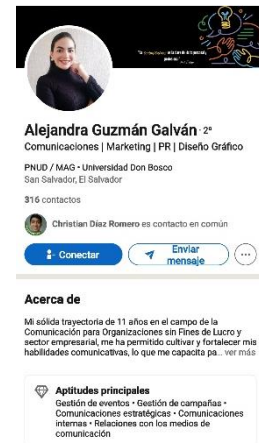 Alejandra Guzmán Galván · 2º
Comunicaciones | Marketing | PR | Diseño Gráfico
PNUD / MAG • Universidad Don Bosco
San Salvador, El Salvador
316 contactos
Christian Díaz Romero es contacto en común
Conectar
Enviar
mensaje
Acerca de
Mi sólida trayectoria de 11 años en el campo de la
Comunicación para Organizaciones sin Fines de Lucro y
sector empresarial, me ha permitido cultivar y fortalecer mis
habilidades comunicativas, lo que me capacita pa... ver más
Aptitudes principales
Gestión de eventos • Gestión de campañas •
Comunicaciones estratégicas • Comunicaciones
internas • Relaciones con los medios de
comunicación